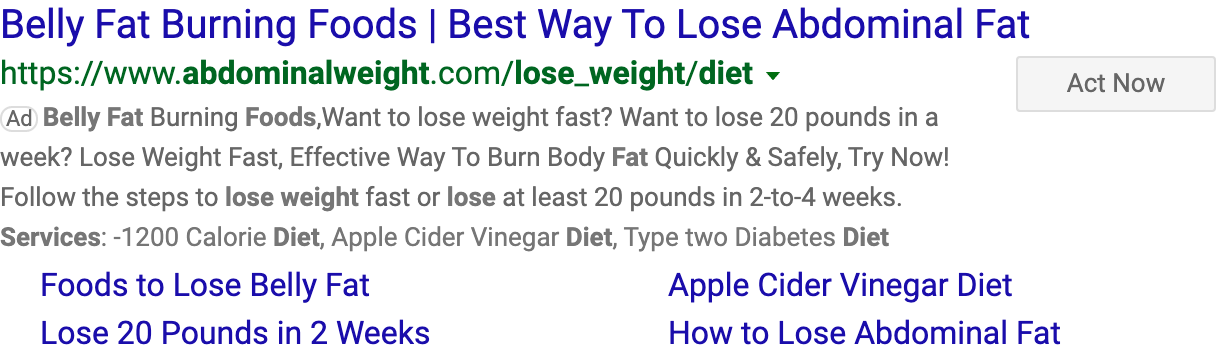 Belly Fat Burning Foods | Best Way To Lose Abdominal Fat
https://www.abdominalweight.com/lose_weight/diet
Act Now
Ad Belly Fat Burning Foods,Want to lose weight fast? Want to lose 20 pounds in a
week? Lose Weight Fast, Effective Way To Burn Body Fat Quickly & Safely, Try Now!
Follow the steps to lose weight fast or lose at least 20 pounds in 2-to-4 weeks.
Services: -1200 Calorie Diet, Apple Cider Vinegar Diet, Type two Diabetes Diet
Foods to Lose Belly Fat
Apple Cider Vinegar Diet
Lose 20 Pounds in 2 Weeks
How to Lose Abdominal Fat